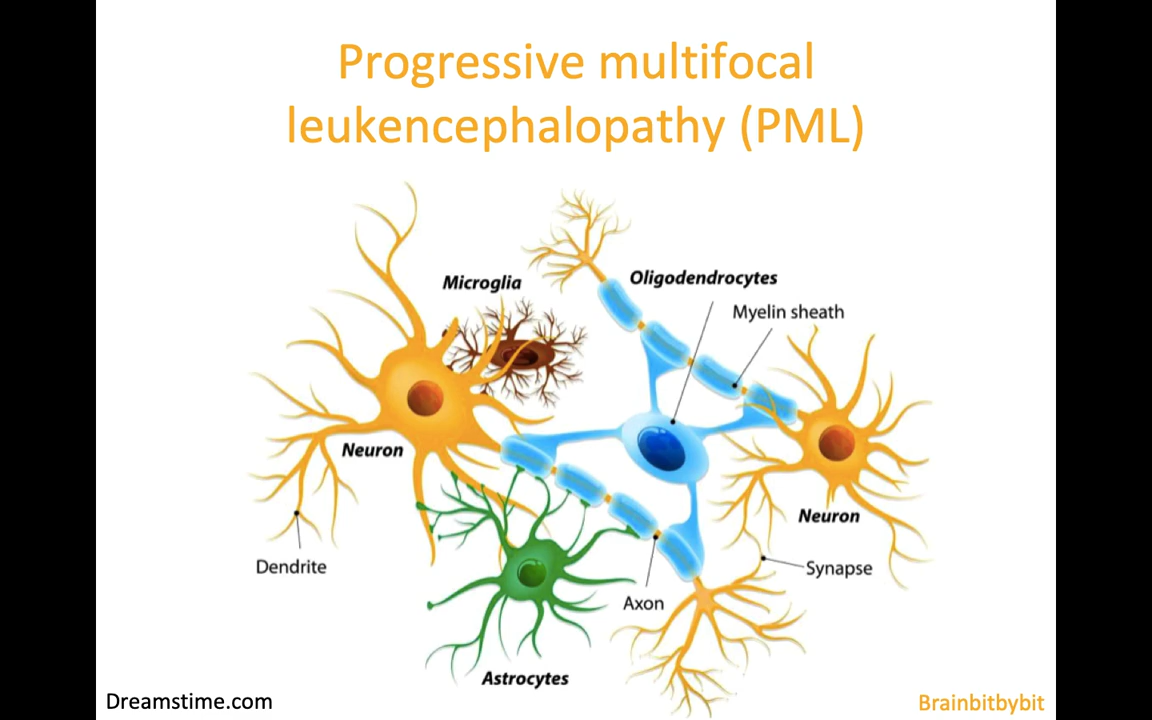 Progressive multifocal
leukencephalopathy (PML)
Microglia
Oligodendrocytes
Myelin sheath
Neuron
Neuron
Dendrite
Synapse
Axon
Astrocytes
Dreamstime.com
Brainbitbybit